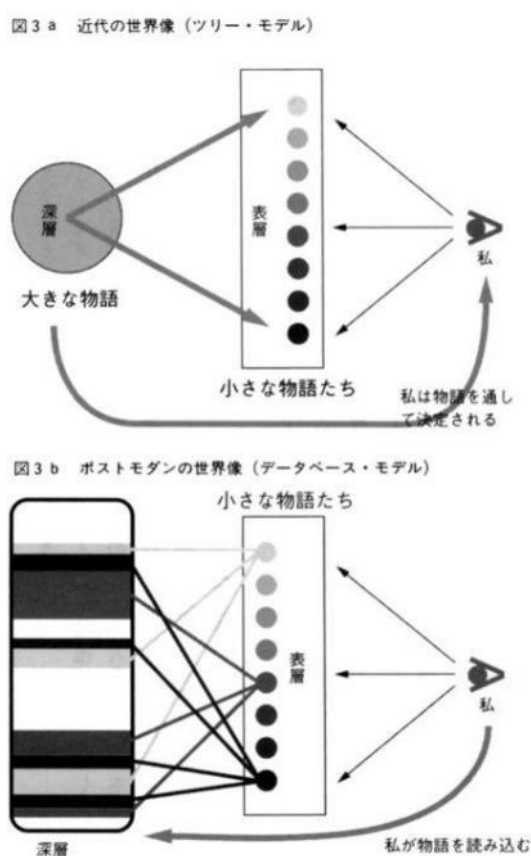 図3a 近代の世界像（ツリー・モデル）
深層
表層
私
大きな物語
小さな物語たち
私は物語を通し
て決定される
図3b ポストモダンの世界像（データベース・モデル）
小さな物語たち
表層
私
深層
私が物語を読み込む